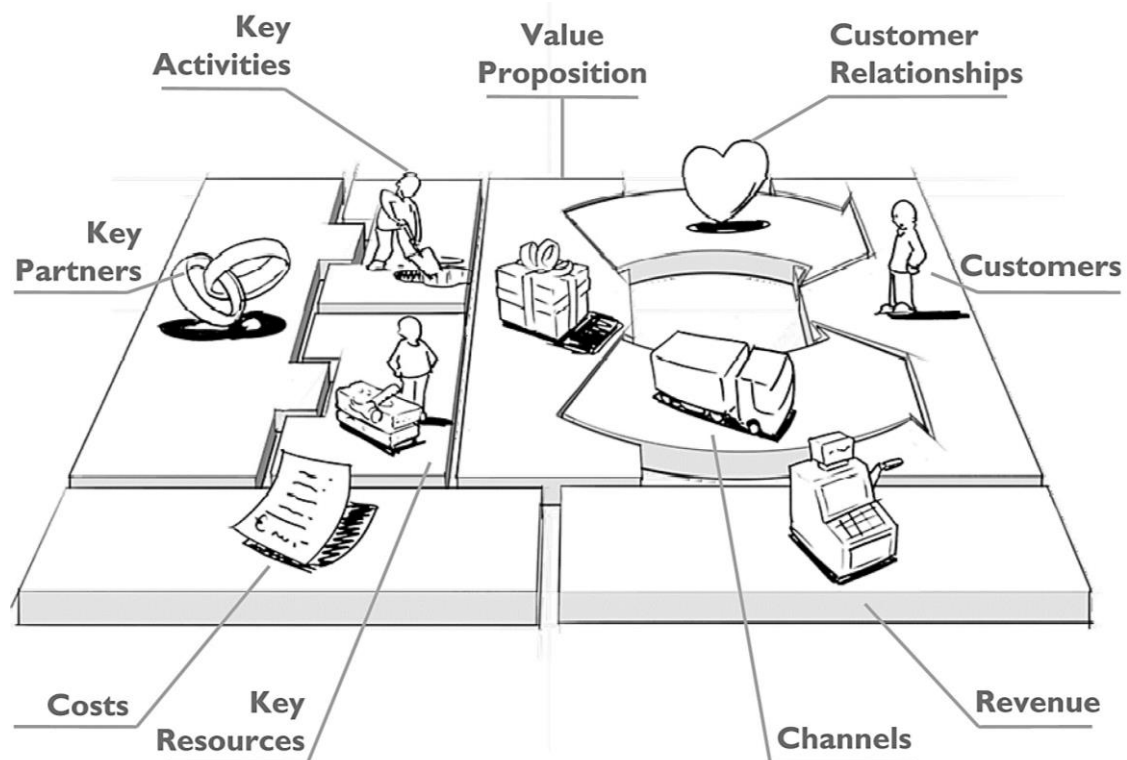 Key
Activities
Value
Proposition
Customer
Relationships
Key
Partners
Customers
Costs
Key
Resources
Channels
Revenue